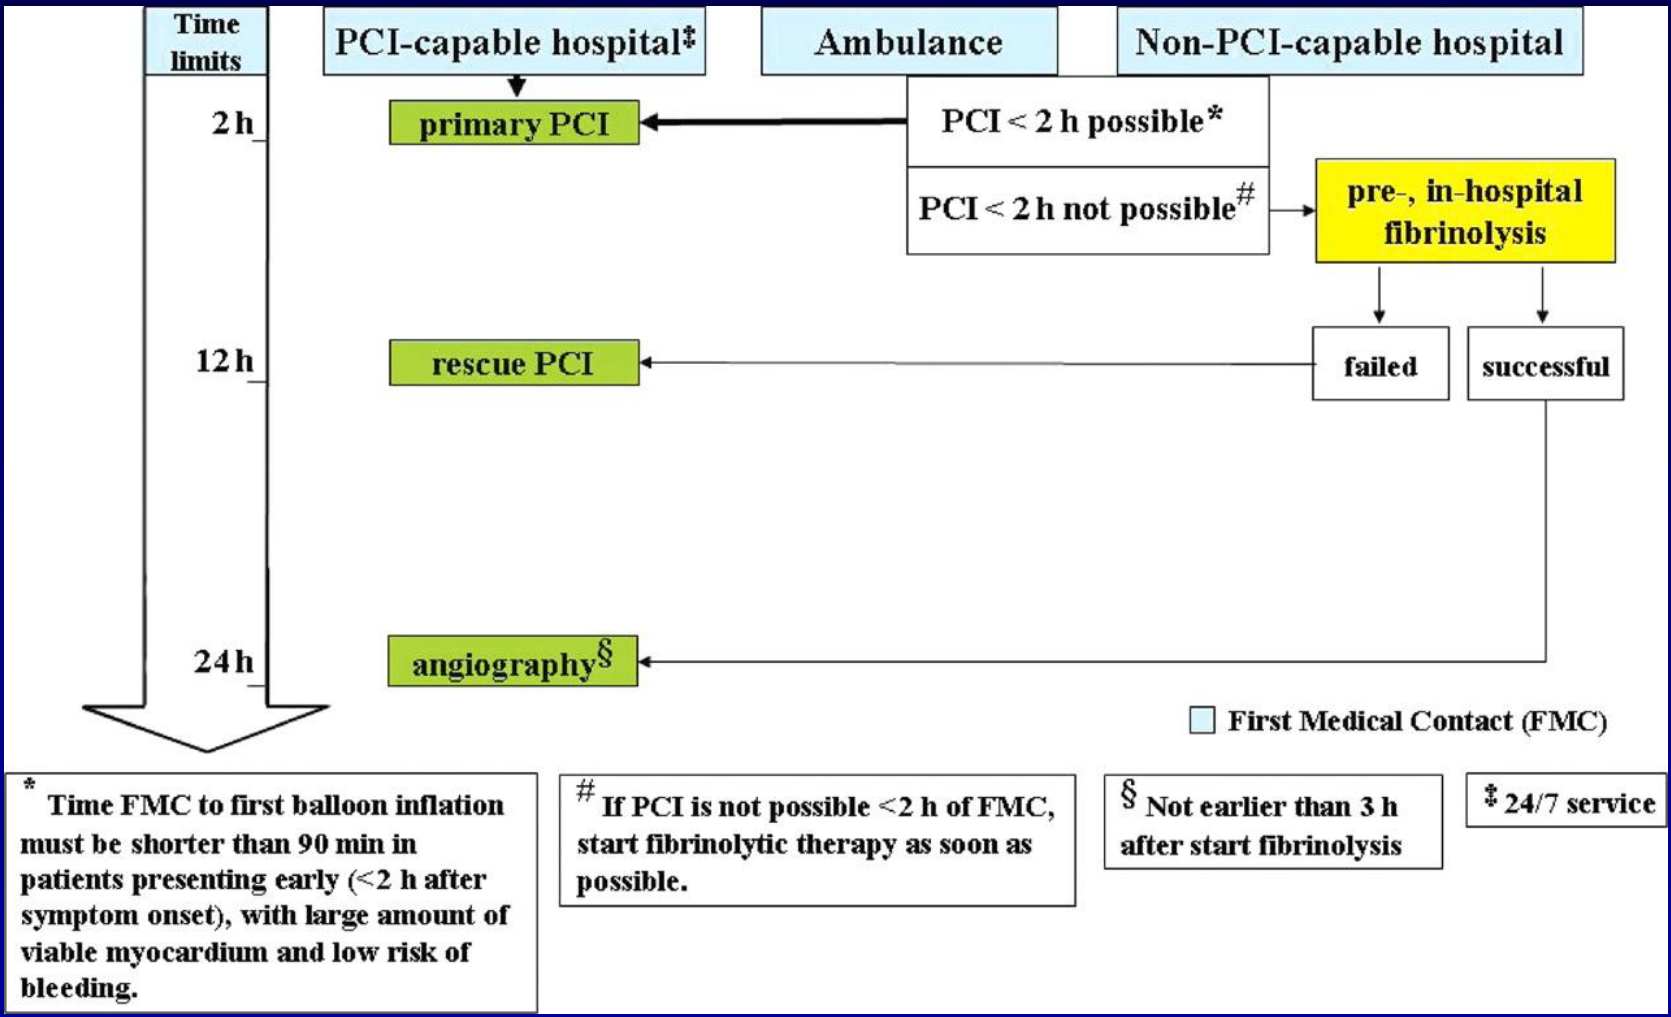 Time
limits
PCI-capable hospital‡
Ambulance
Non-PCI-capable hospital
2 h
primary PCI
PCI < 2 h possible*
PCI < 2 h not possible#
pre-, in-hospital
fibrinolysis
12 h
rescue PCI
failed
successful
24 h
angiography§
First Medical Contact (FMC)
* Time FMC to first balloon inflation
must be shorter than 90 min in
patients presenting early (<2 h after
symptom onset), with large amount of
viable myocardium and low risk of
bleeding.
# If PCI is not possible <2 h of FMC,
start fibrinolytic therapy as soon as
possible.
§ Not earlier than 3 h
after start fibrinolysis
‡ 24/7 service